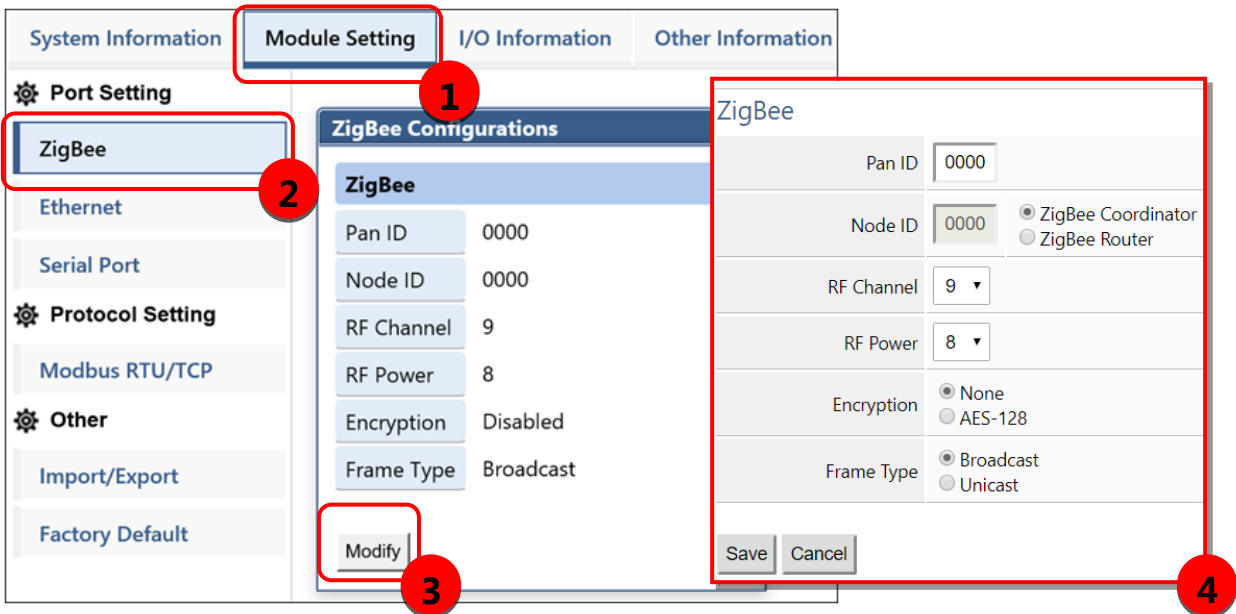 System Information Module Setting I/O Information Other Information
1
Port Setting
ZigBee
2
Ethernet
Serial Port
Protocol Setting
Modbus RTU/TCP
Other
Import/Export
Factory Default
ZigBee Configurations
ZigBee
Pan ID 0000
Node ID 0000
RF Channel 9
RF Power 8
Encryption Disabled
Frame Type Broadcast
Modify
3
ZigBee
Pan ID 0000
Node ID 0000 ZigBee Coordinator
ZigBee Router
RF Channel 9
RF Power 8
Encryption None
AES-128
Frame Type Broadcast
Unicast
Save Cancel
4